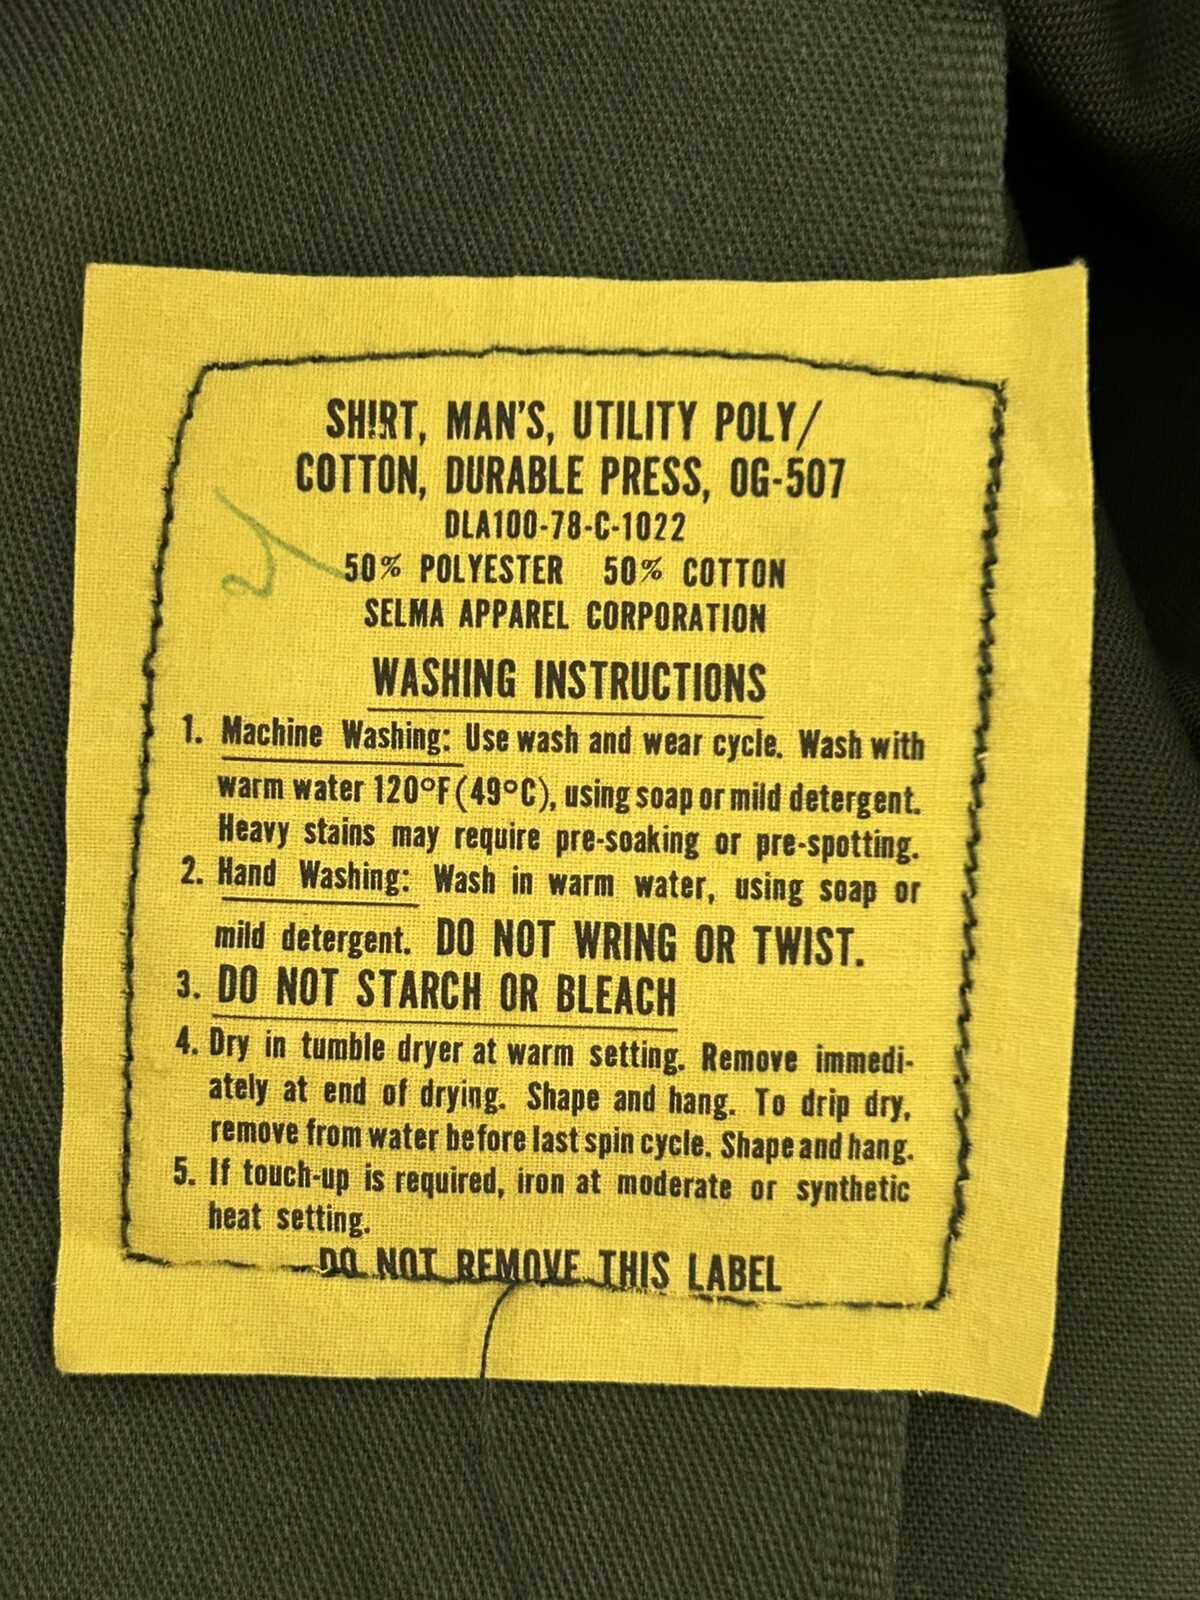 SHIRT, MAN'S, UTILITY POLY/
COTTON, DURABLE PRESS, OG-507
DLA100-78-C-1022
50% POLYESTER 50% COTTON
SELMA APPAREL CORPORATION
WASHING INSTRUCTIONS
1. Machine Washing: Use wash and wear cycle. Wash with
warm water 120°F(49°C), using soap or mild detergent.
Heavy stains may require pre-soaking or pre-spotting.
2. Hand Washing: Wash in warm water, using soap or
mild detergent. DO NOT WRING OR TWIST.
3. DO NOT STARCH OR BLEACH
4. Dry in tumble dryer at warm setting. Remove immedi-
ately at end of drying. Shape and hang. To drip dry,
remove from water before last spin cycle. Shape and hang.
5. If touch-up is required, iron at moderate or synthetic
heat setting.
DO NOT REMOVE THIS LABEL